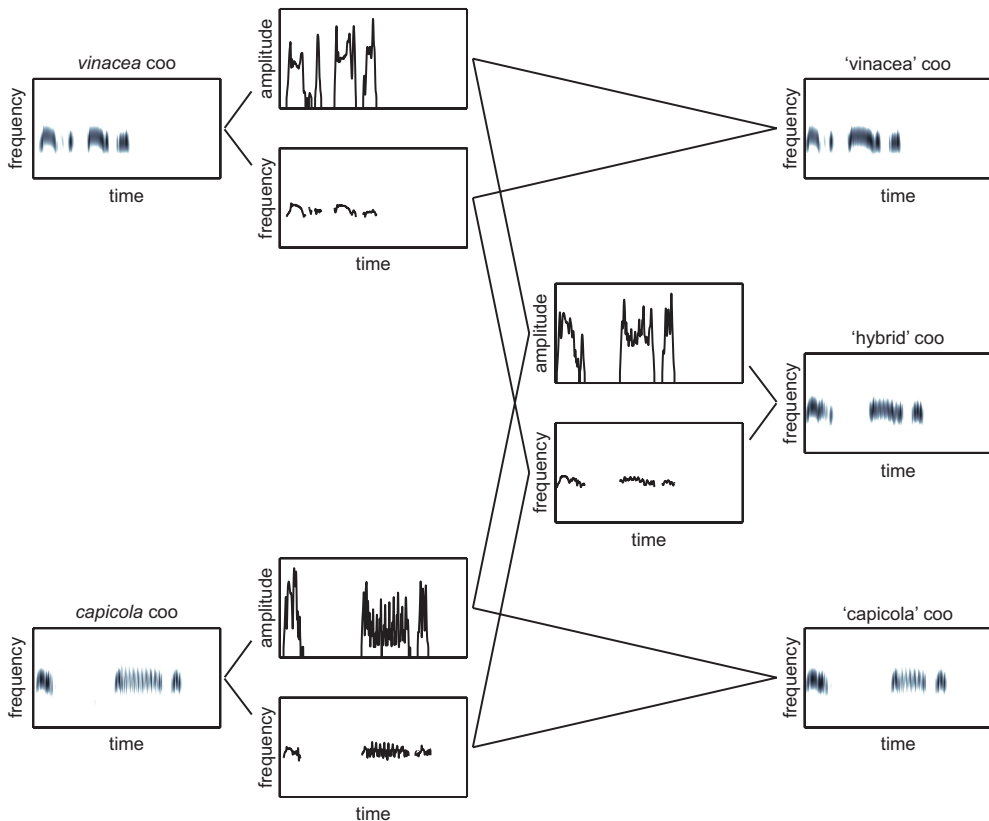 vinacea coo
frequency
time
amplitude
frequency
time
'vinacea' coo
frequency
time
amplitude
frequency
time
'hybrid' coo
frequency
time
capicola coo
frequency
time
amplitude
frequency
time
'capicola' coo
frequency
time